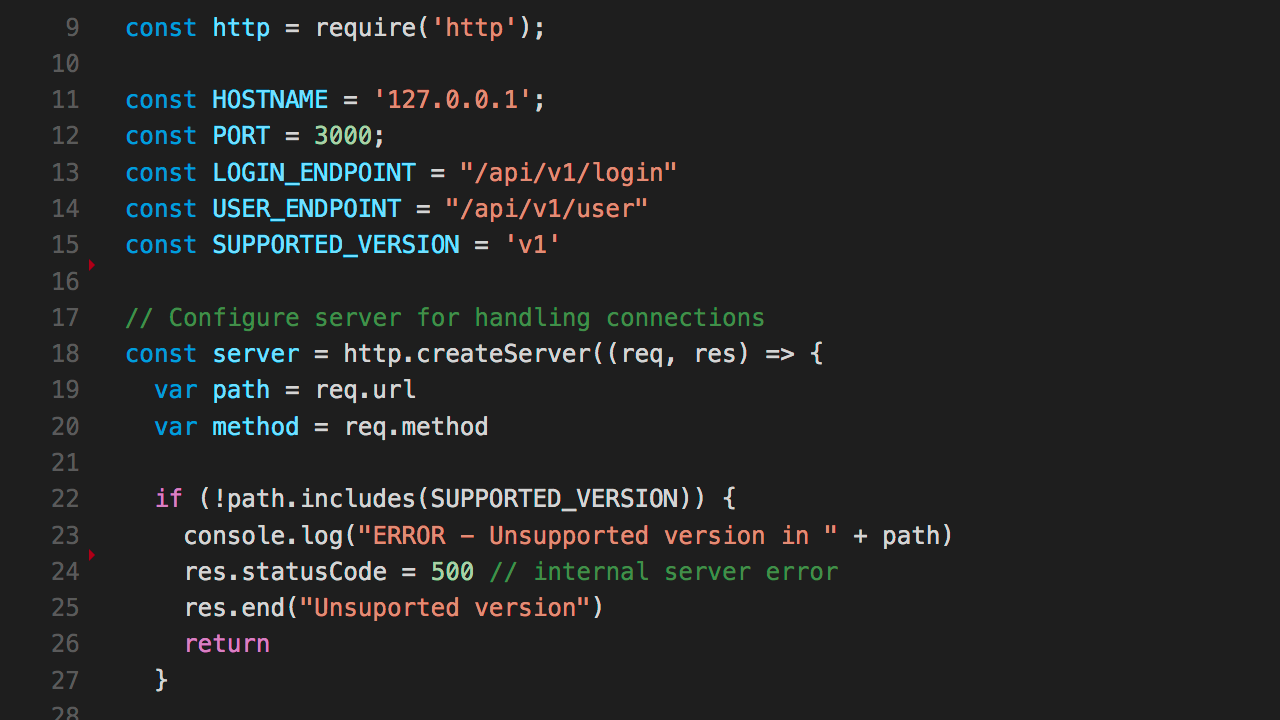 9 const http = require('http');
10
11 const HOSTNAME = '127.0.0.1';
12 const PORT = 3000;
13 const LOGIN_ENDPOINT = "/api/v1/login"
14 const USER_ENDPOINT = "/api/v1/user"
15 const SUPPORTED_VERSION = 'v1'
16
17 // Configure server for handling connections
18 const server = http.createServer((req, res) => {
19 var path = req.url
20 var method = req.method
21
22 if (!path.includes(SUPPORTED_VERSION)) {
23 console.log("ERROR – Unsupported version in " + path)
24 res.statusCode = 500 // internal server error
25 res.end("Unsuported version")
26 return
27 }
28